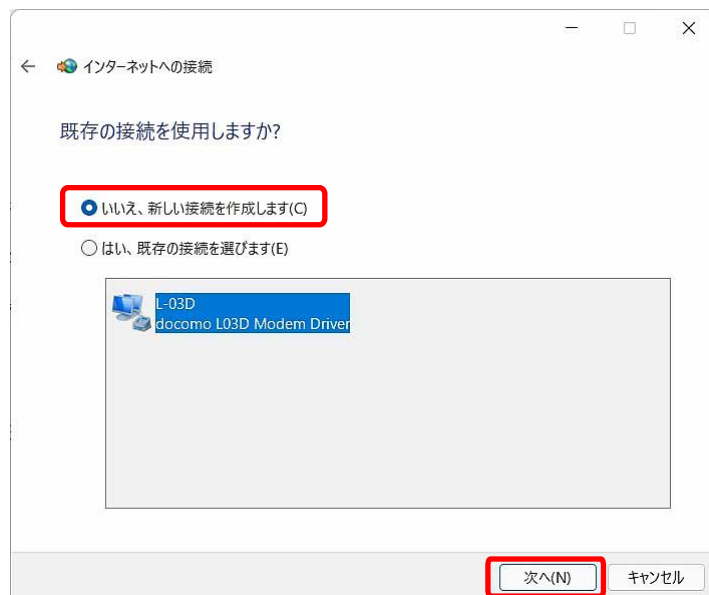 インターネットへの接続
既存の接続を使用しますか?
いいえ、新しい接続を作成します(C)
はい、既存の接続を選びます(E)
L-03D
docomo L03D Modem Driver
次へ(N)
キャンセル